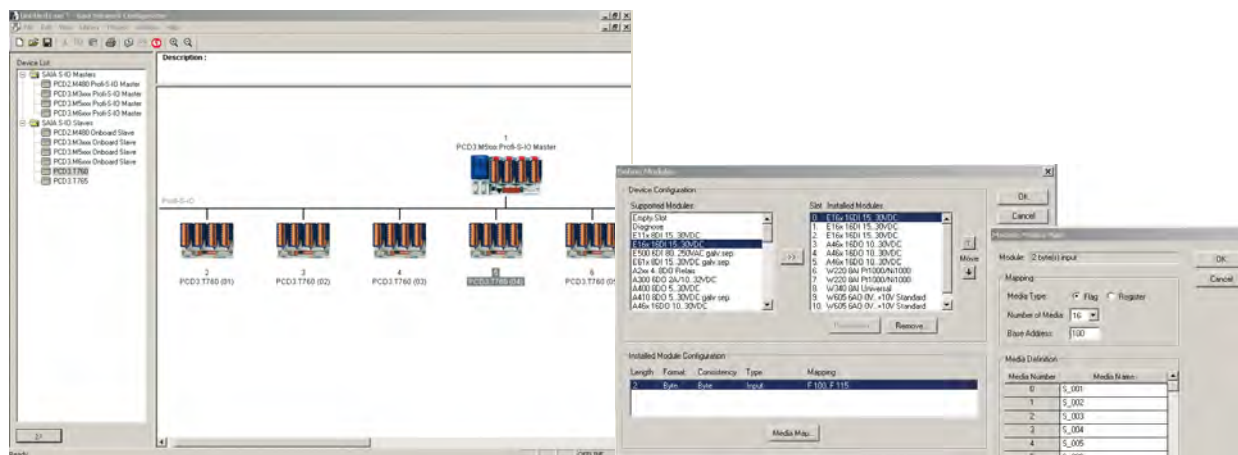 Description :
Device List
SAIA S-IO Masters
PCD2.M480 Profi-S-IO Master
PCD3.M3xxx Profi-S-IO Master
PCD3.M5xxx Profi-S-IO Master
PCD3.M6xxx Profi-S-IO Master
SAIA S-IO Slaves
PCD2.M480 Onboard Slave
PCD3.M3xxx Onboard Slave
PCD3.M5xxx Onboard Slave
PCD3.M6xxx Onboard Slave
PCD3.T760
PCD3.T765
1
PCD3.M5xxx Profi-S-IO Master
Profi-S-IO
2
PCD3.T760 (01)
3
PCD3.T760 (02)
4
PCD3.T760 (03)
5
PCD3.T760 (04)
6
Ready
OFFLINE
Device Configuration
Supported Modules:
Empty Slot
Diagnose
E11x 8DI 15..30VDC
E16x 16DI 15..30VDC
E500 6DI 80..250VAC galv.sep
E61x 8DI 15..30VDC galv.sep
A2xx 4..8DO Relais
A300 6DO 2A/10..32VDC
A400 8DO 5..30VDC
A410 8DO 5..30VDC galv.sep
A46x 16DO 10..30VDC
>>
Slot Installed Modules
0. E16x 16DI 15..30VDC
1. E16x 16DI 15..30VDC
2. E16x 16DI 15..30VDC
3. A46x 16DO 10..30VDC
4. A46x 16DO 10..30VDC
5. A46x 16DO 10..30VDC
6. W220 8AI Pt1000/Ni1000
7. W220 8AI Pt1000/Ni1000
8. W340 8AI Universal
9. W605 6AO 0V..+10V Standard
10. W605 6AO 0V..+10V Standard
Move
OK
Cancel
Remove...
Installed Module Configuration
Length Format Consistency Type Mapping
2 Byte Byte Input F 100..F 115
Media Map...
Module: 2 byte(s) input
OK
Cancel
Mapping
Media Type: Flag Register
Number of Media: 16
Base Address: 100
Media Definition
Media Number Media Name
0 S_001
1 S_002
2 S_003
3 S_004
4 S_005